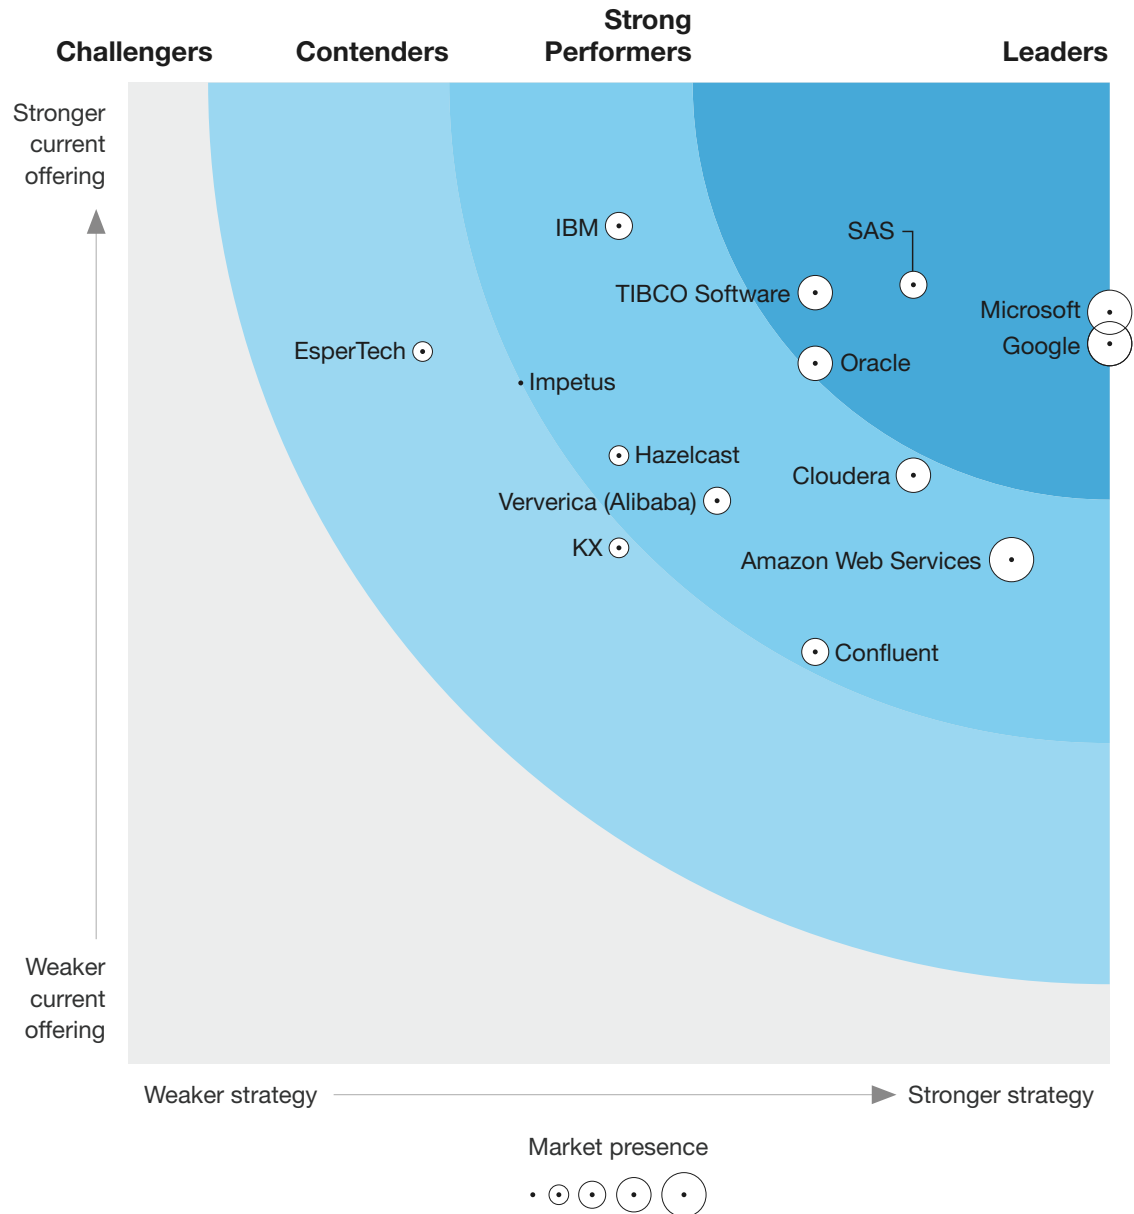 Challengers
Contenders
Strong
Performers
Leaders
Stronger
current
offering
IBM
SAS
TIBCO Software
Microsoft
Google
EsperTech
Oracle
Impetus
Hazelcast
Cloudera
Ververica (Alibaba)
KX
Amazon Web Services
Confluent
Weaker
current
offering
Weaker strategy
Stronger strategy
Market presence